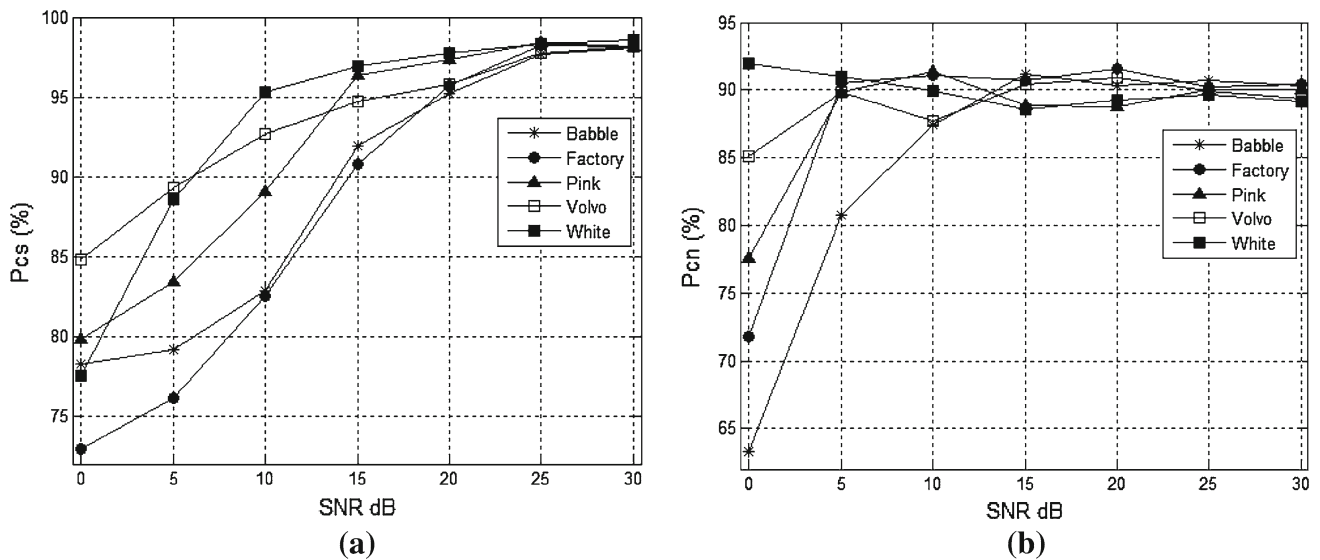 100
95
90
85
80
75
Pcs (%)
0 5 10 15 20 25 30
SNR dB
Babble
Factory
Pink
Volvo
White
(a)
95
90
85
80
75
70
65
Pcn (%)
0 5 10 15 20 25 30
SNR dB
Babble
Factory
Pink
Volvo
White
(b)